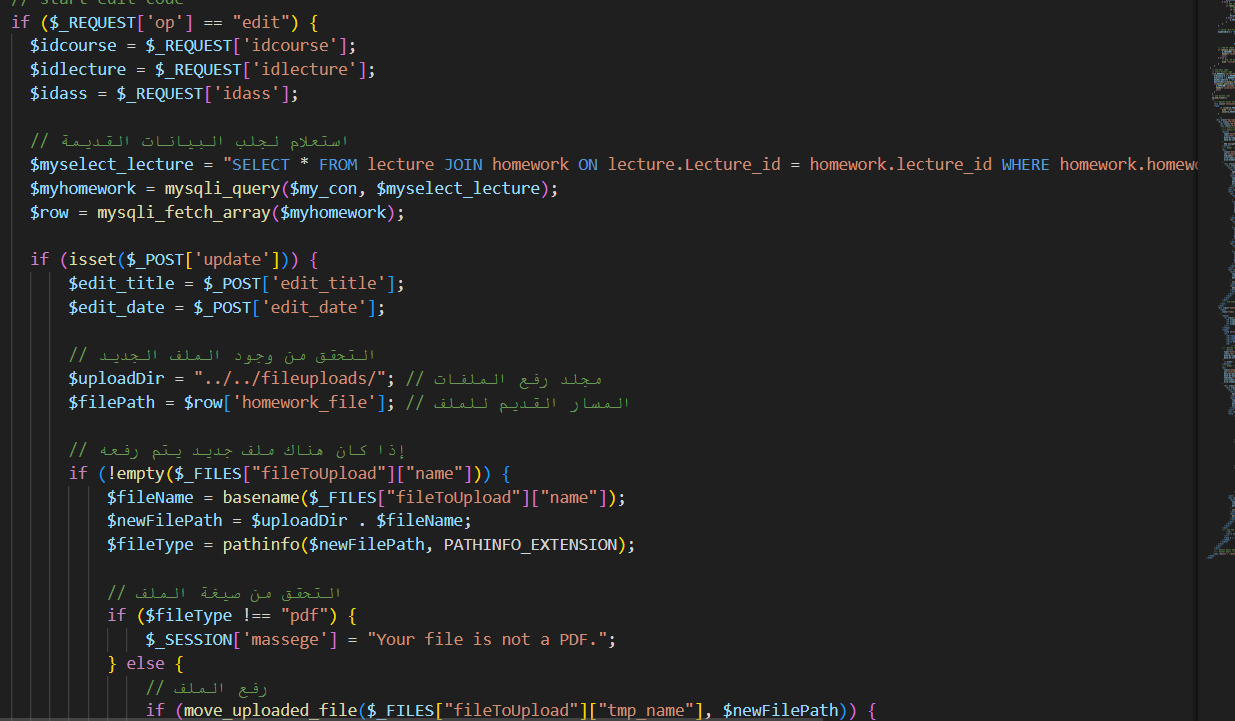 // start edit code
if ($_REQUEST['op'] == "edit") {
$idcourse = $_REQUEST['idcourse'];
$idlecture = $_REQUEST['idlecture'];
$idass = $_REQUEST['idass'];
// استعلام لجلب البيانات القديمة
$myselect_lecture = "SELECT * FROM lecture JOIN homework ON lecture.Lecture_id = homework.lecture_id WHERE homework.homew
$myhomework = mysqli_query($my_con, $myselect_lecture);
$row = mysqli_fetch_array($myhomework);
if (isset($_POST['update'])) {
$edit_title = $_POST['edit_title'];
$edit_date = $_POST['edit_date'];
// التحقق من وجود الملف الجديد
$uploadDir = "../../fileuploads/"; // مجلد رفع الملفات
$filePath = $row['homework_file']; // المسار القديم للملف
// إذا كان هناك ملف جديد يتم رفعه
if (!empty($_FILES["fileToUpload"]["name"])) {
$fileName = basename($_FILES["fileToUpload"]["name"]);
$newFilePath = $uploadDir . $fileName;
$fileType = pathinfo($newFilePath, PATHINFO_EXTENSION);
// التحقق من صيغة الملف
if ($fileType !== "pdf") {
$_SESSION['massege'] = "Your file is not a PDF.";
} else {
// رفع الملف
if (move_uploaded_file($_FILES["fileToUpload"]["tmp_name"], $newFilePath)) {